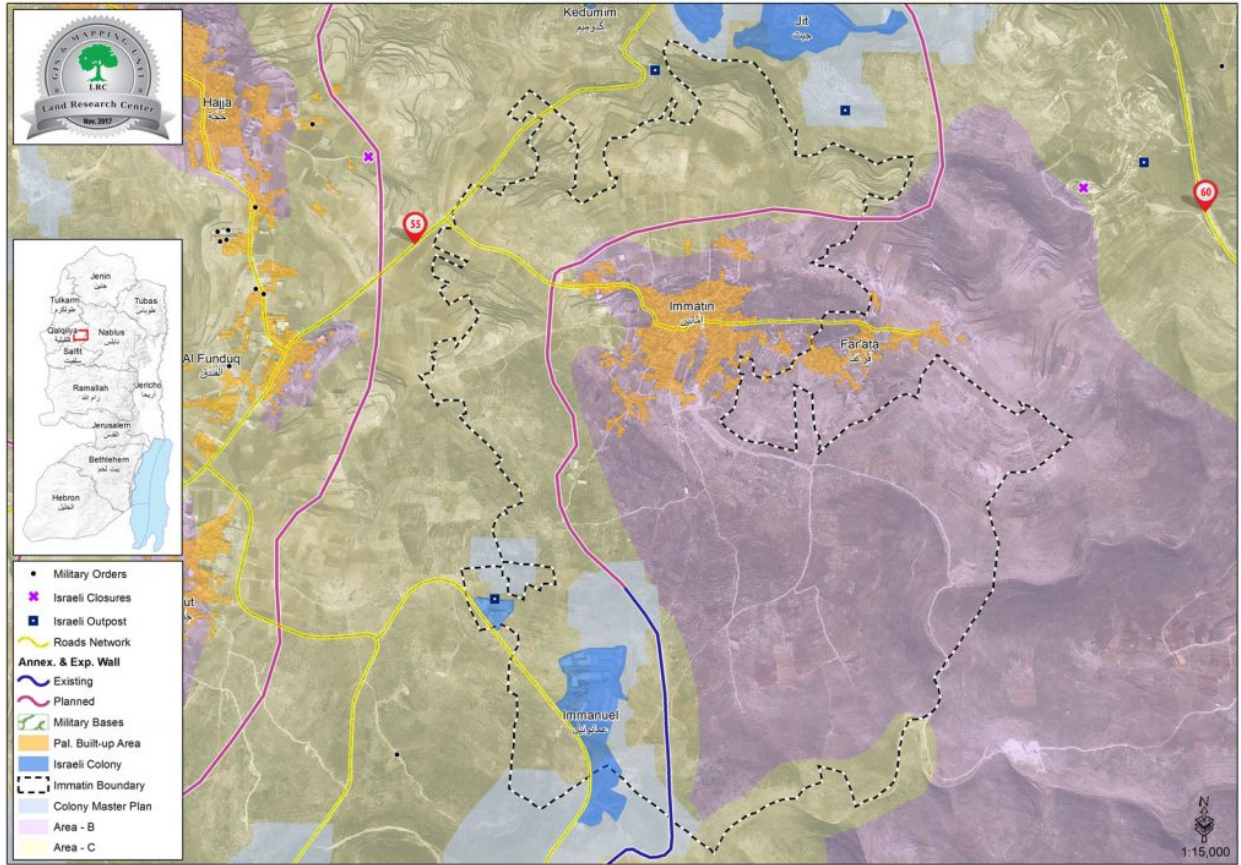 GIS & MAPPING UNIT
LRC
Land Research Center
Nov. 2017
Kedumim
كدوميم
Jit
جيت
Hajja
حجة
55
60
Immatin
إماتين
Far'ata
فرعتا
Al Funduq
الفندق
Immanuel
عمانوئيل
ut
Jenin
جنين
Tulkarm
طولكرم
Tubas
طوباس
Qalqilya
قلقيلية
Nablus
نابلس
Salfit
سلفيت
Ramallah
رام الله
Jericho
أريحا
Jerusalem
القدس
Bethlehem
بيت لحم
Hebron
الخليل
Military Orders
Israeli Closures
Israeli Outpost
Roads Network
Annex. & Exp. Wall
Existing
Planned
Military Bases
Pal. Built-up Area
Israeli Colony
Immatin Boundary
Colony Master Plan
Area - B
Area - C
N
1:15,000